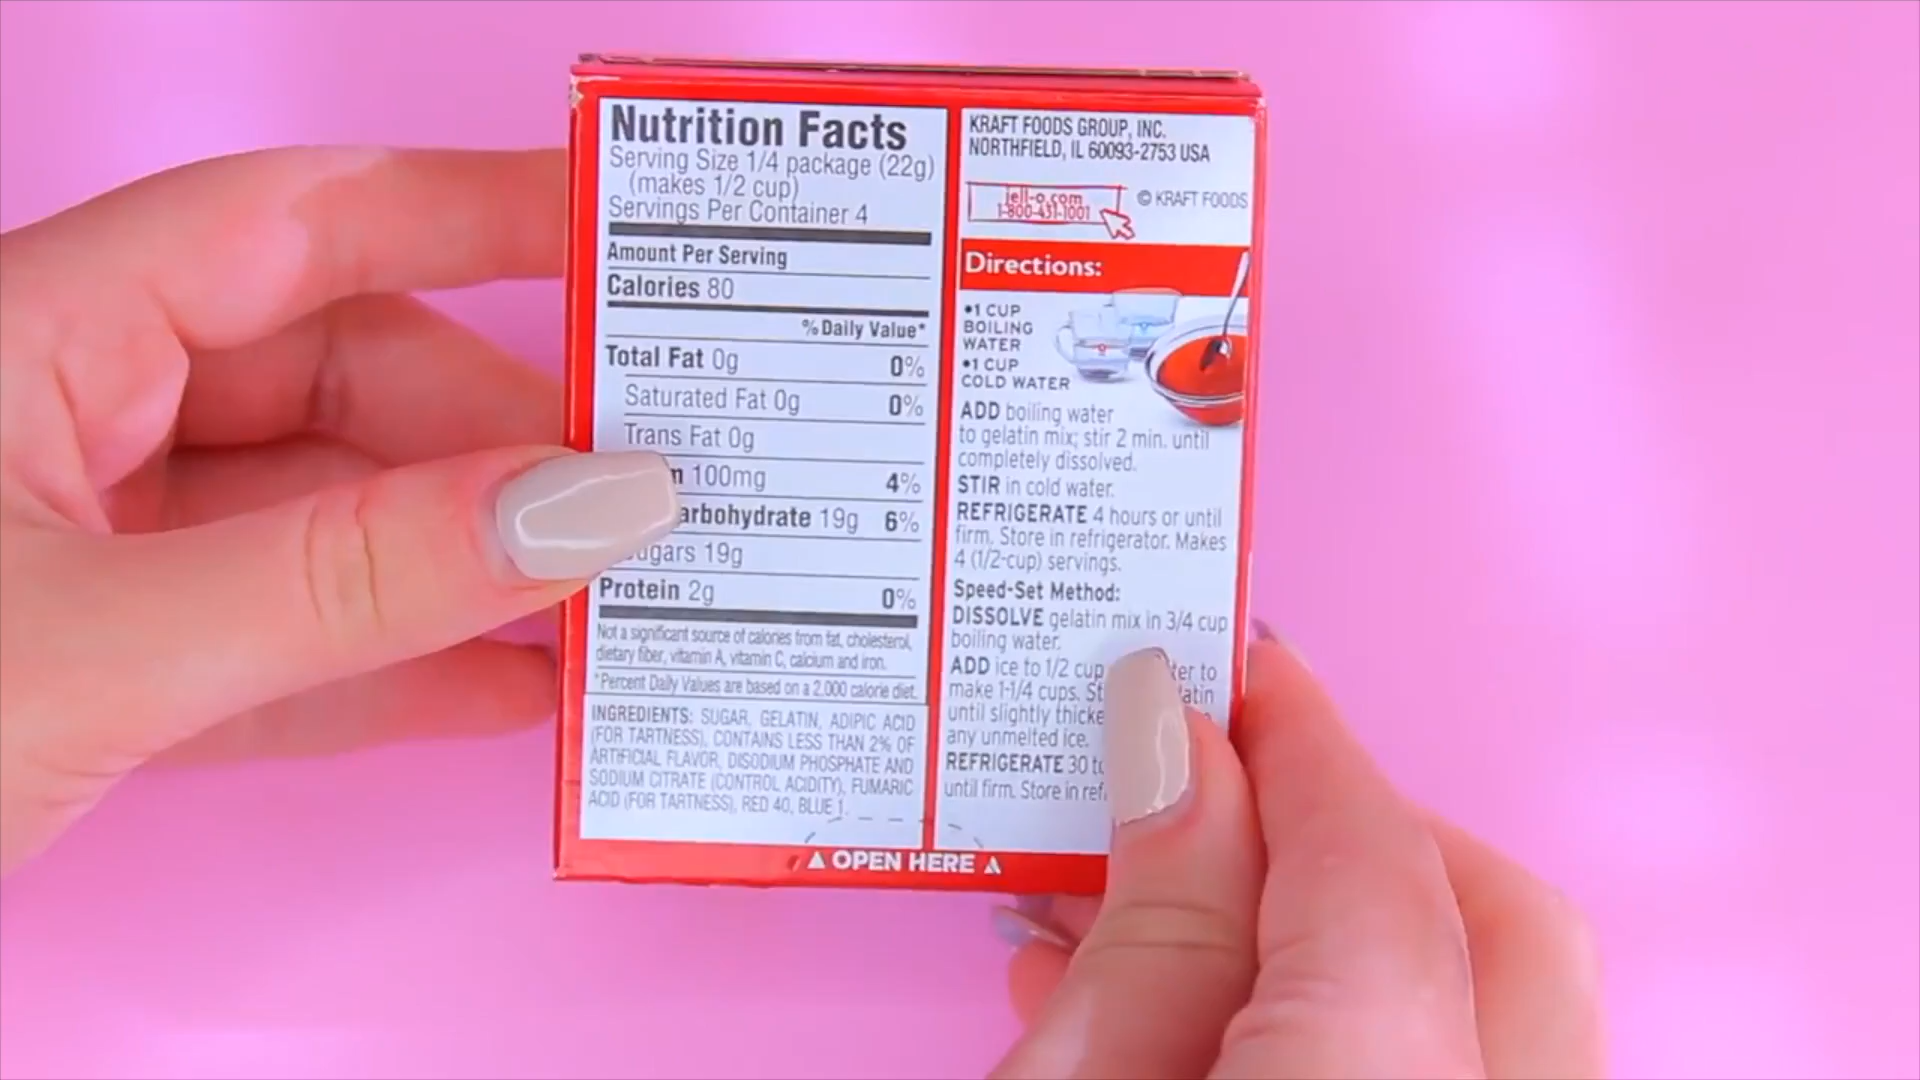 Nutrition Facts
Serving Size 1/4 package (22g)
(makes 1/2 cup)
Servings Per Container 4
Amount Per Serving
Calories 80
% Daily Value*
Total Fat 0g 0%
Saturated Fat 0g 0%
Trans Fat 0g
100mg 4%
arbohydrate 19g 6%
ugars 19g
Protein 2g 0%
Not a significant source of calories from fat, cholesterol,
dietary fiber, vitamin A, vitamin C, calcium and iron.
*Percent Daily Values are based on a 2,000 calorie diet.
INGREDIENTS: SUGAR, GELATIN, ADIPIC ACID
(FOR TARTNESS), CONTAINS LESS THAN 2% OF
ARTIFICIAL FLAVOR, DISODIUM PHOSPHATE AND
SODIUM CITRATE (CONTROL ACIDITY), FUMARIC
ACID (FOR TARTNESS), RED 40, BLUE 1.
KRAFT FOODS GROUP, INC.
NORTHFIELD, IL 60093-2753 USA
jell-o.com
1-800-431-1001
© KRAFT FOODS
Directions:
•1 CUP
BOILING
WATER
•1 CUP
COLD WATER
ADD boiling water
to gelatin mix; stir 2 min. until
completely dissolved.
STIR in cold water.
REFRIGERATE 4 hours or until
firm. Store in refrigerator. Makes
4 (1/2-cup) servings.
Speed-Set Method:
DISSOLVE gelatin mix in 3/4 cup
boiling water.
ADD ice to 1/2 cup ter to
make 1-1/4 cups. St latin
until slightly thicke
any unmelted ice.
REFRIGERATE 30 t
until firm. Store in ref
OPEN HERE